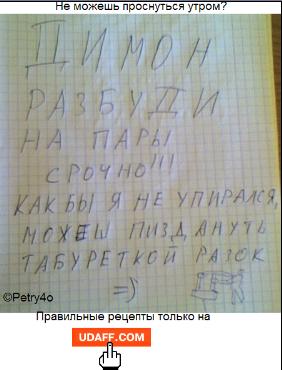 Не можешь проснуться утром?
ДИМОН
РАЗБУДИ
НА ПАРЫ
СРОЧНО!!!
КАК БЫ Я НЕ УПИРАЛСЯ,
МОЖЕШ ПИЗДАНУТЬ
ТАБУРЕТКОЙ РАЗОК
=)
©Petry4o
Правильные рецепты только на
UDAFF.COM